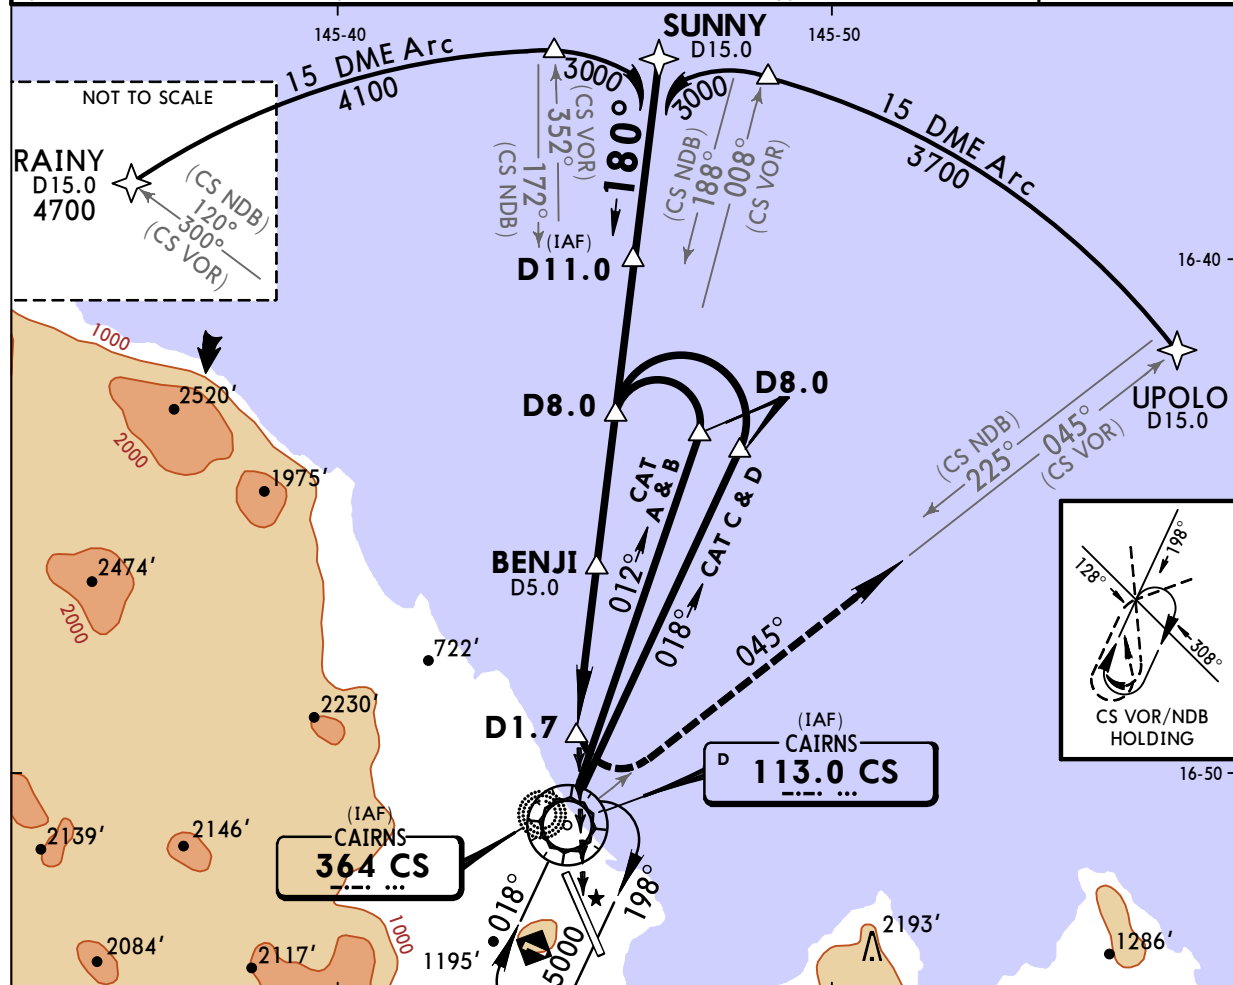 145-40
SUNNY
D15.0
145-50
15 DME Arc
4100
3000
3000
15 DME Arc
3700
NOT TO SCALE
RAINY
D15.0
4700
(CS NDB)
120°
300°
(CS VOR)
(CS VOR)
352°
172°
(CS NDB)
180°
(CS NDB)
188°
008°
(CS VOR)
(IAF)
D11.0
16-40
1000
2520'
2000
D8.0
D8.0
UPOLO
D15.0
(CS NDB)
225°
045°
(CS VOR)
1975'
CAT
A & B
012°
CAT C & D
018°
2474'
2000
BENJI
D5.0
198°
128°
308°
CS VOR/NDB
HOLDING
722'
045°
2230'
D1.7
(IAF)
CAIRNS
D
113.0 CS
16-50
(IAF)
CAIRNS
364 CS
2139'
2146'
018°
198°
5000
1000
2084'
2117'
1195'
2193'
1286'